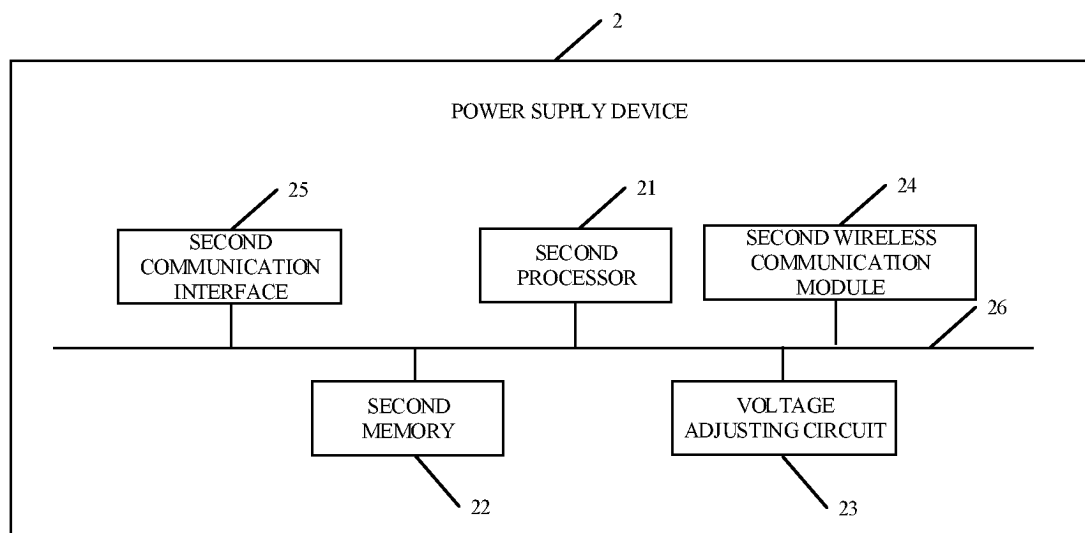 2
POWER SUPPLY DEVICE
25
21
24
SECOND
COMMUNICATION
INTERFACE
SECOND
PROCESSOR
SECOND WIRELESS
COMMUNICATION
MODULE
26
SECOND
MEMORY
VOLTAGE
ADJUSTING CIRCUIT
22
23